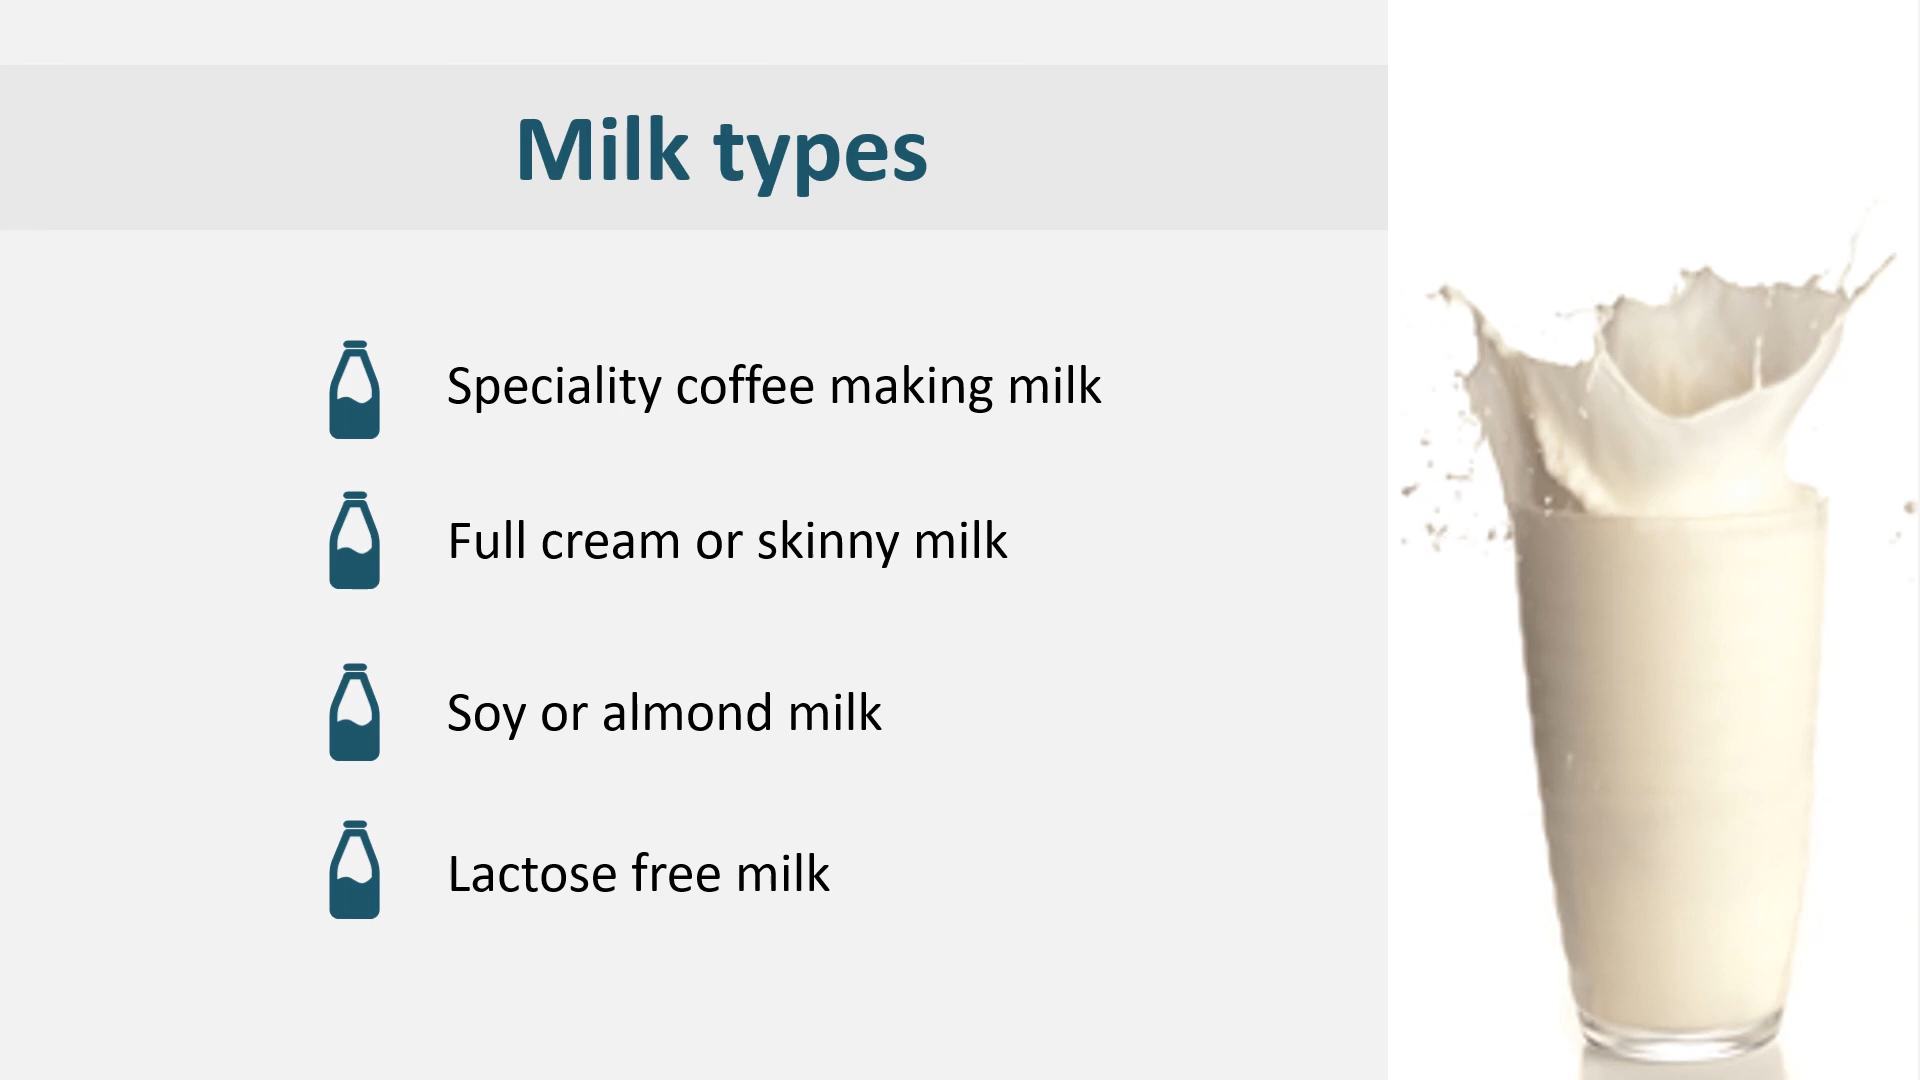 Milk types
Speciality coffee making milk
Full cream or skinny milk
Soy or almond milk
Lactose free milk